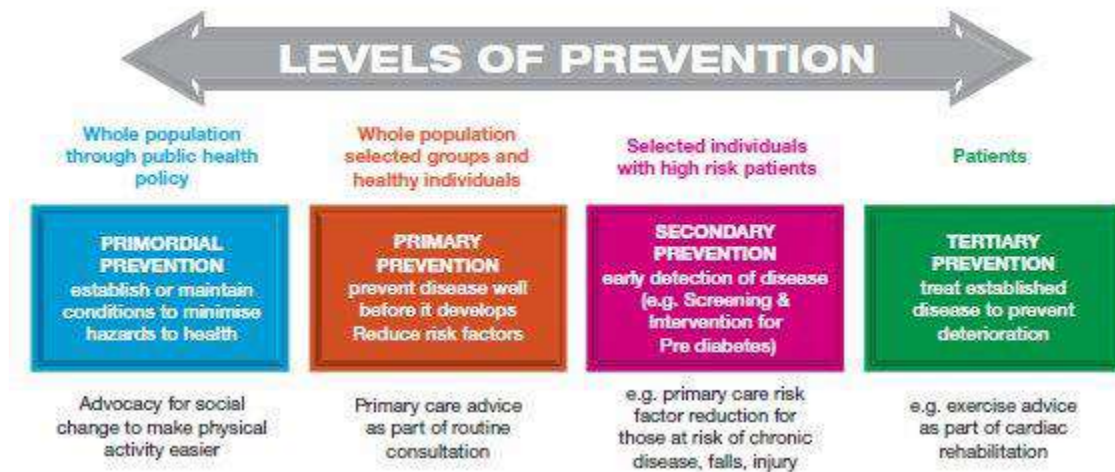 LEVELS OF PREVENTION
Whole population
through public health
policy
PRIMORDIAL
PREVENTION
establish or maintain
conditions to minimise
hazards to health
Advocacy for social
change to make physical
activity easier
Whole population
selected groups and
healthy individuals
PRIMARY
PREVENTION
prevent disease well
before it develops
Reduce risk factors
Primary care advice
as part of routine
consultation
Selected individuals
with high risk patients
SECONDARY
PREVENTION
early detection of disease
(e.g. Screening &
Intervention for
Pre diabetes)
e.g. primary care risk
factor reduction for
those at risk of chronic
disease, falls, injury
Patients
TERTIARY
PREVENTION
treat established
disease to prevent
deterioration
e.g. exercise advice
as part of cardiac
rehabilitation